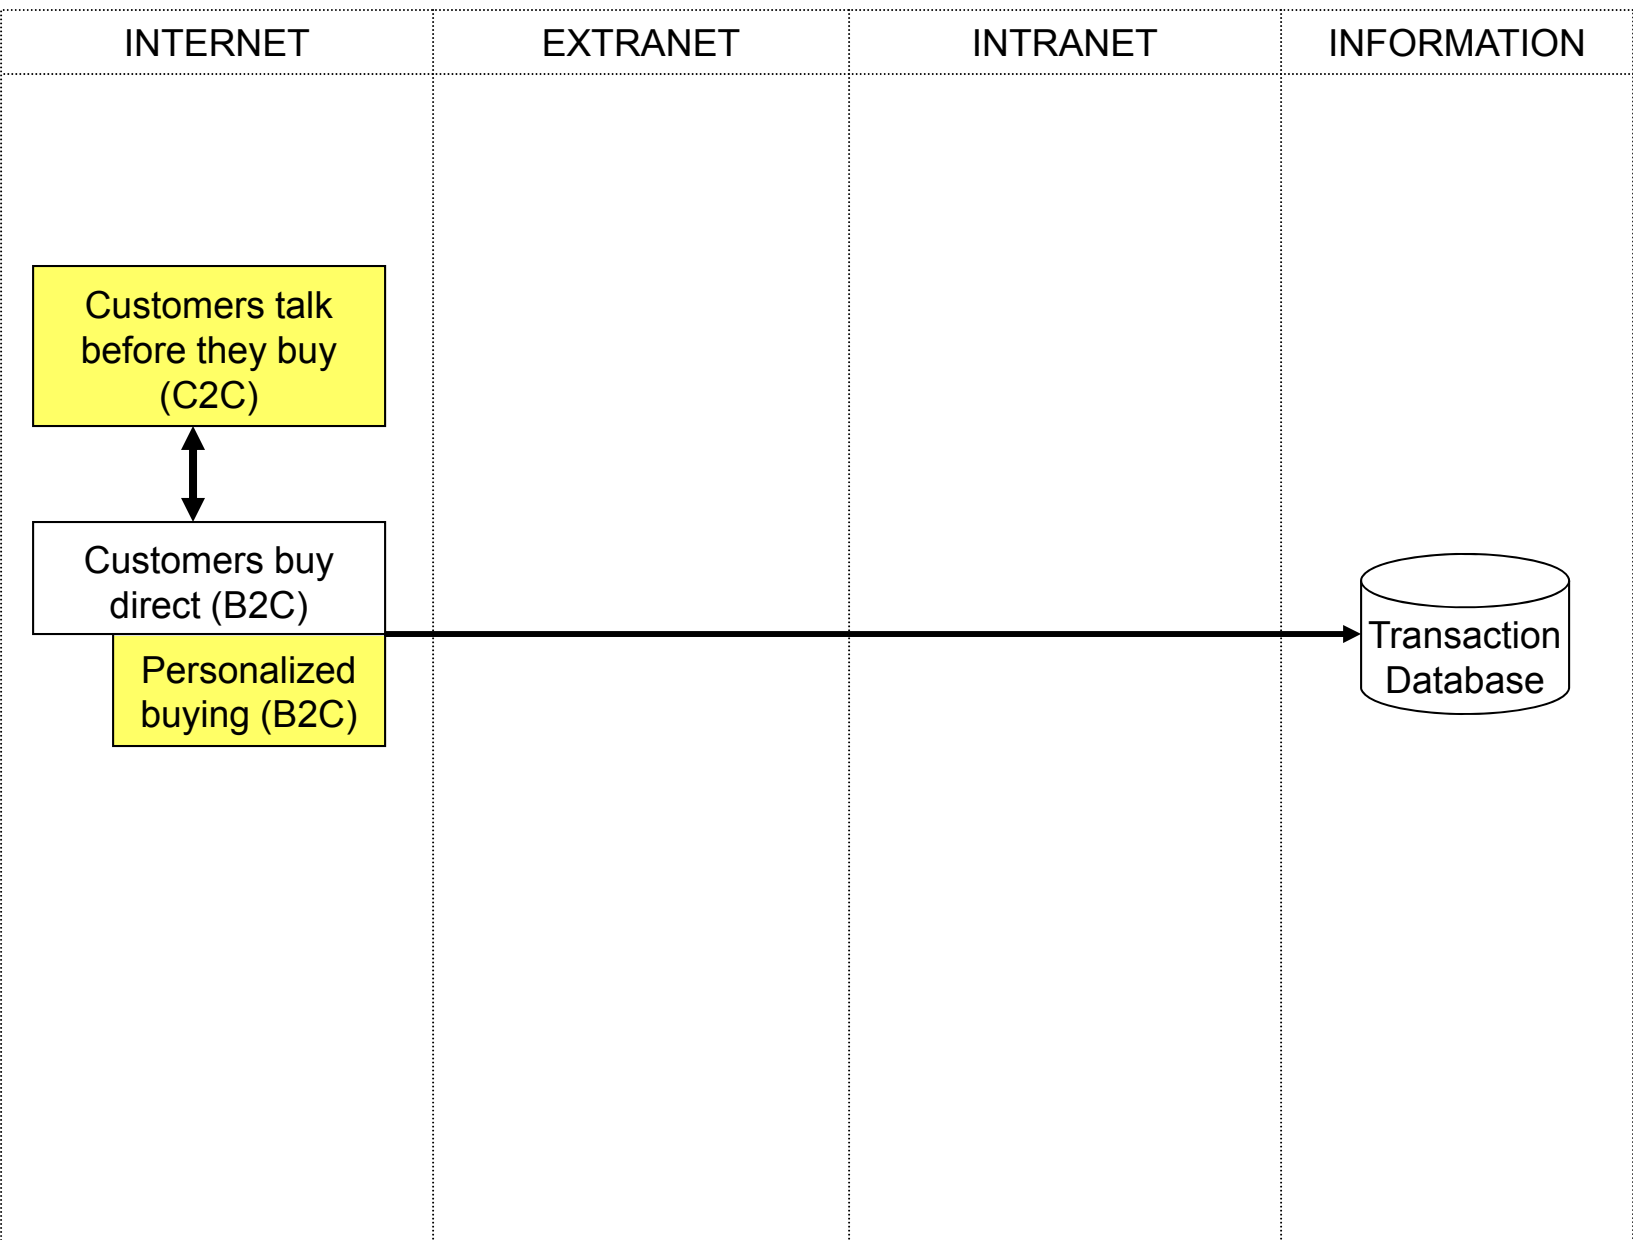 INTERNET
EXTRANET
INTRANET
INFORMATION
Customers talk
before they buy
(C2C)
Customers buy
direct (B2C)
Personalized
buying (B2C)
Transaction
Database